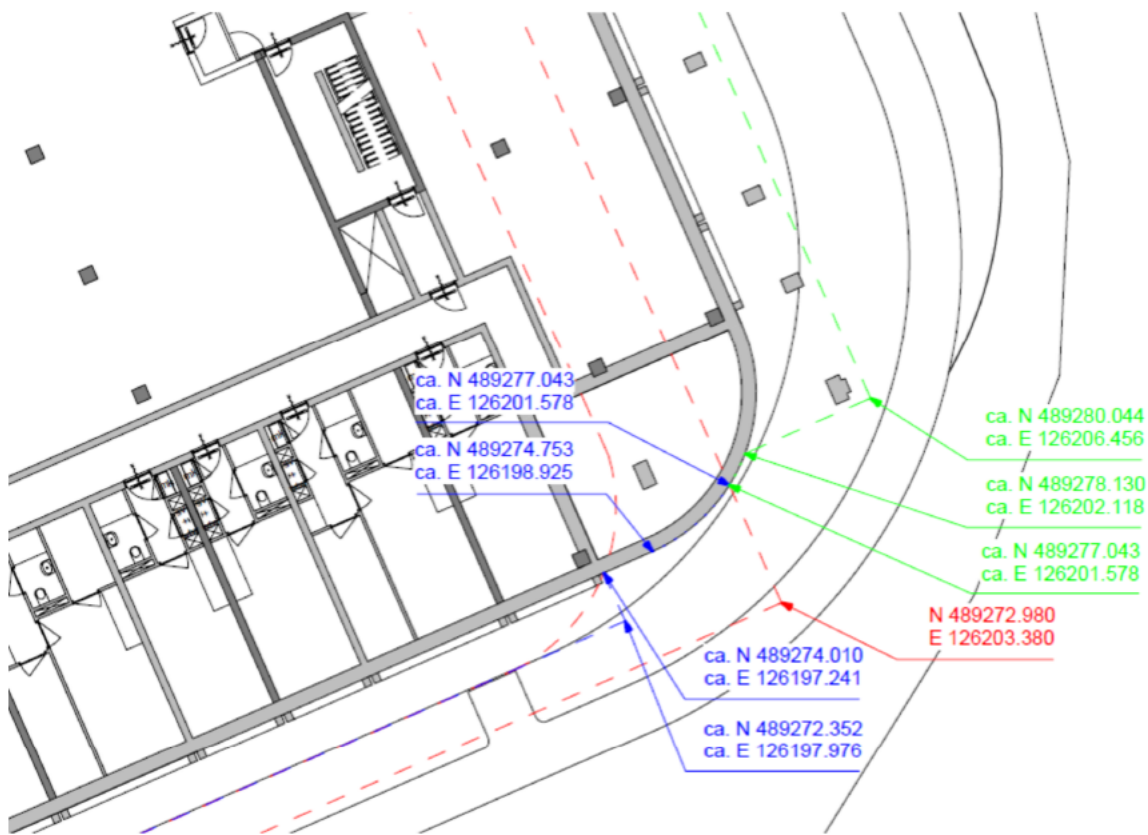 ca. N 489277.043
ca. E 126201.578
ca. N 489274.753
ca. E 126198.925
ca. N 489280.044
ca. E 126206.456
ca. N 489278.130
ca. E 126202.118
ca. N 489277.043
ca. E 126201.578
N 489272.980
E 126203.380
ca. N 489274.010
ca. E 126197.241
ca. N 489272.352
ca. E 126197.976